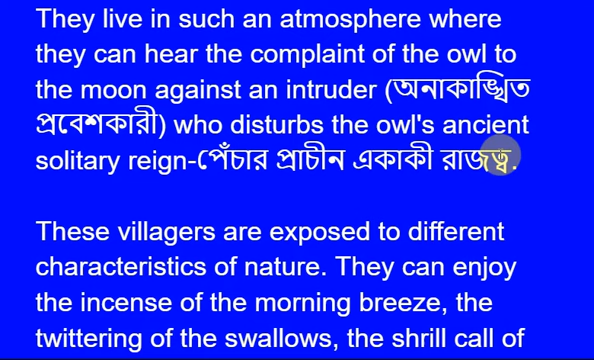 They live in such an atmosphere where
they can hear the complaint of the owl to
the moon against an intruder (অনাকাঙ্খিত
প্রবেশকারী) who disturbs the owl's ancient
solitary reign-পেঁচার প্রাচীন একাকী রাজত্ব.
These villagers are exposed to different
characteristics of nature. They can enjoy
the incense of the morning breeze, the
twittering of the swallows, the shrill call of